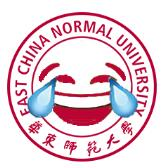 EAST CHINA NORMAL UNIVERSITY
華東師範大學